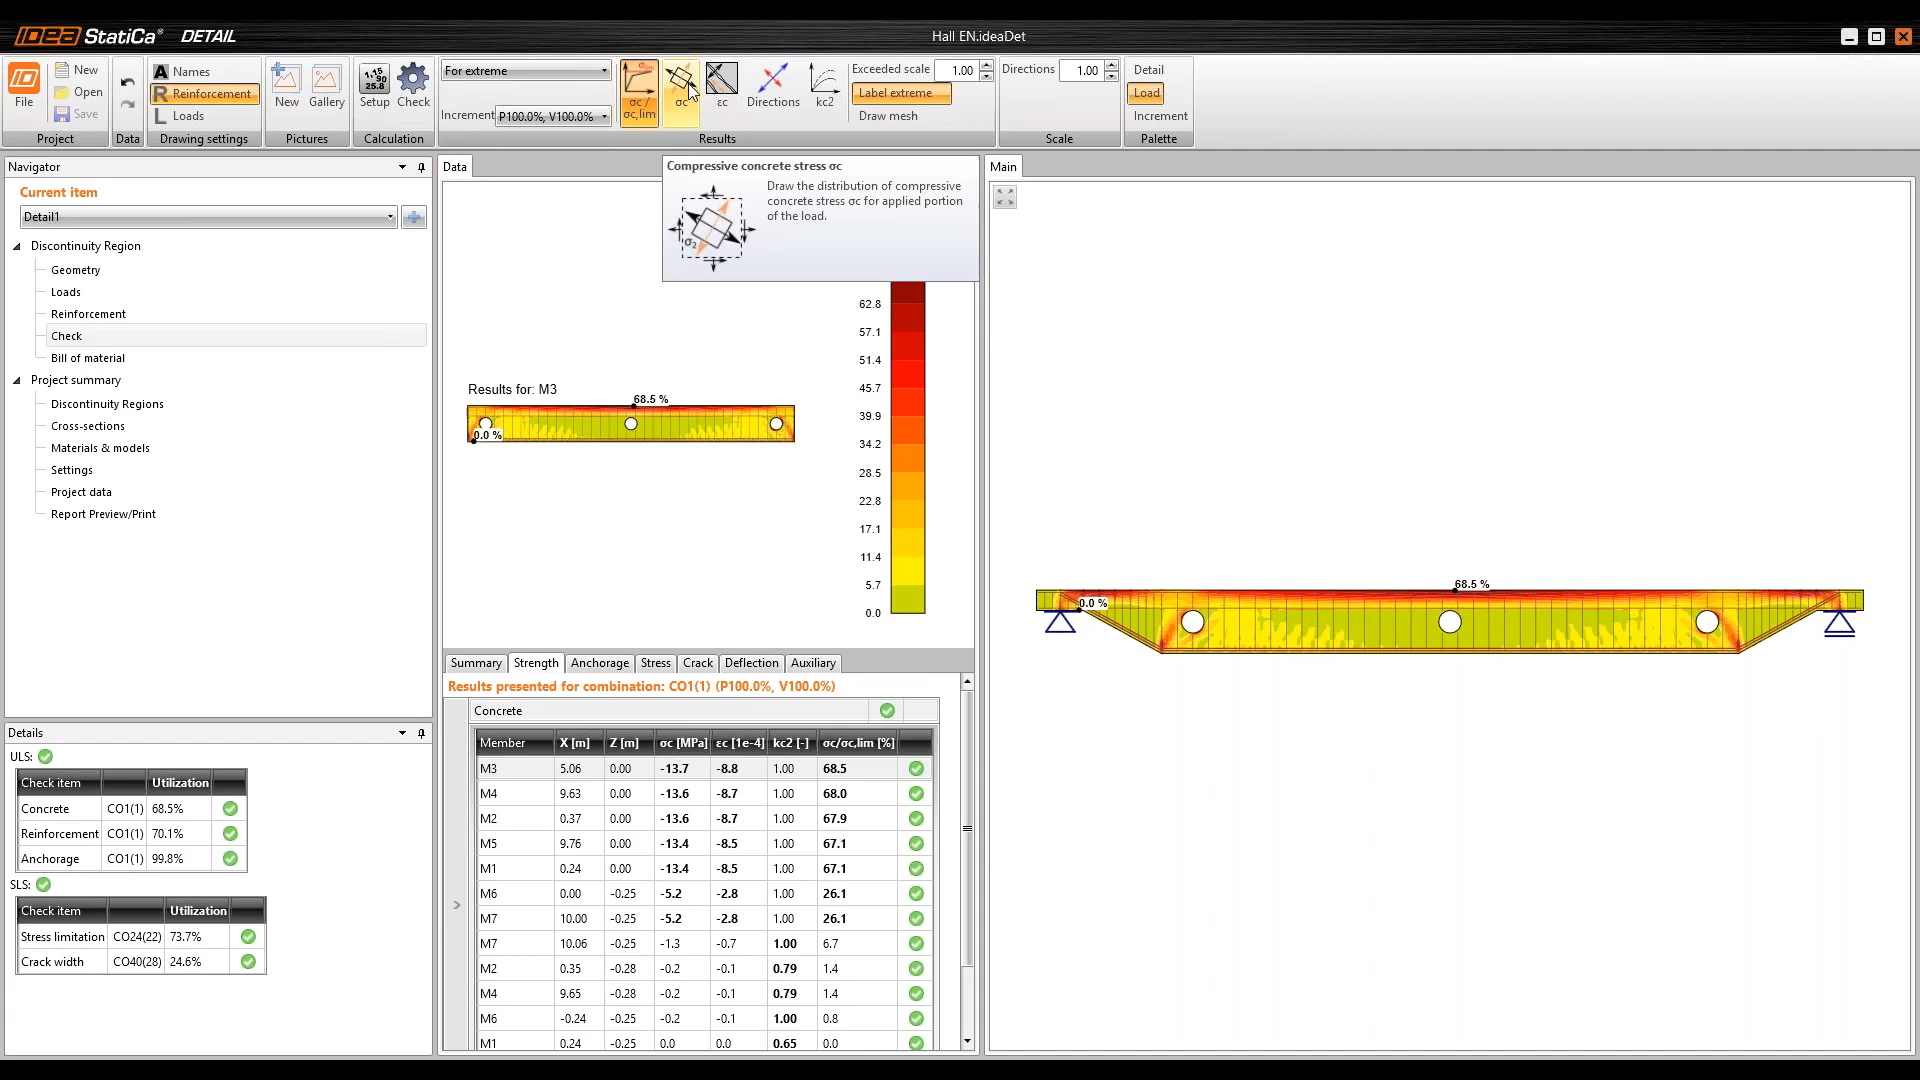 IDEA StatiCa® DETAIL
Hall EN.ideaDet
File
New
Open
Save
Project
Data
Names
Reinforcement
Loads
Drawing settings
New
Gallery
Pictures
Setup
Check
Calculation
For extreme
Increment P100.0%, V100.0%
σc / σc,lim
σc
εc
Directions
kc2
Exceeded scale 1.00
Label extreme
Draw mesh
Results
Directions 1.00
Scale
Detail
Load
Increment
Palette
Navigator
Current item
Detail1
Discontinuity Region
Geometry
Loads
Reinforcement
Check
Bill of material
Project summary
Discontinuity Regions
Cross-sections
Materials & models
Settings
Project data
Report Preview/Print
Details
ULS:
Check item Utilization
Concrete CO1(1) 68.5%
Reinforcement CO1(1) 70.1%
Anchorage CO1(1) 99.8%
SLS:
Check item Utilization
Stress limitation CO24(22) 73.7%
Crack width CO40(28) 24.6%
Data
Compressive concrete stress σc
Draw the distribution of compressive
concrete stress σc for applied portion
of the load.
σ2
62.8
57.1
51.4
45.7
39.9
34.2
28.5
22.8
17.1
11.4
5.7
0.0
Results for: M3
68.5 %
0.0 %
Summary Strength Anchorage Stress Crack Deflection Auxiliary
Results presented for combination: CO1(1) (P100.0%, V100.0%)
Concrete
Member X [m] Z [m] σc [MPa] εc [1e-4] kc2 [-] σc/σc,lim [%]
M3 5.06 0.00 -13.7 -8.8 1.00 68.5
M4 9.63 0.00 -13.6 -8.7 1.00 68.0
M2 0.37 0.00 -13.6 -8.7 1.00 67.9
M5 9.76 0.00 -13.4 -8.5 1.00 67.1
M1 0.24 0.00 -13.4 -8.5 1.00 67.1
M6 0.00 -0.25 -5.2 -2.8 1.00 26.1
M7 10.00 -0.25 -5.2 -2.8 1.00 26.1
M7 10.06 -0.25 -1.3 -0.7 1.00 6.7
M2 0.35 -0.28 -0.2 -0.1 0.79 1.4
M4 9.65 -0.28 -0.2 -0.1 0.79 1.4
M6 -0.24 -0.25 -0.2 -0.1 1.00 0.8
M1 0.24 -0.25 0.0 0.0 0.65 0.0
Main
68.5 %
0.0 %